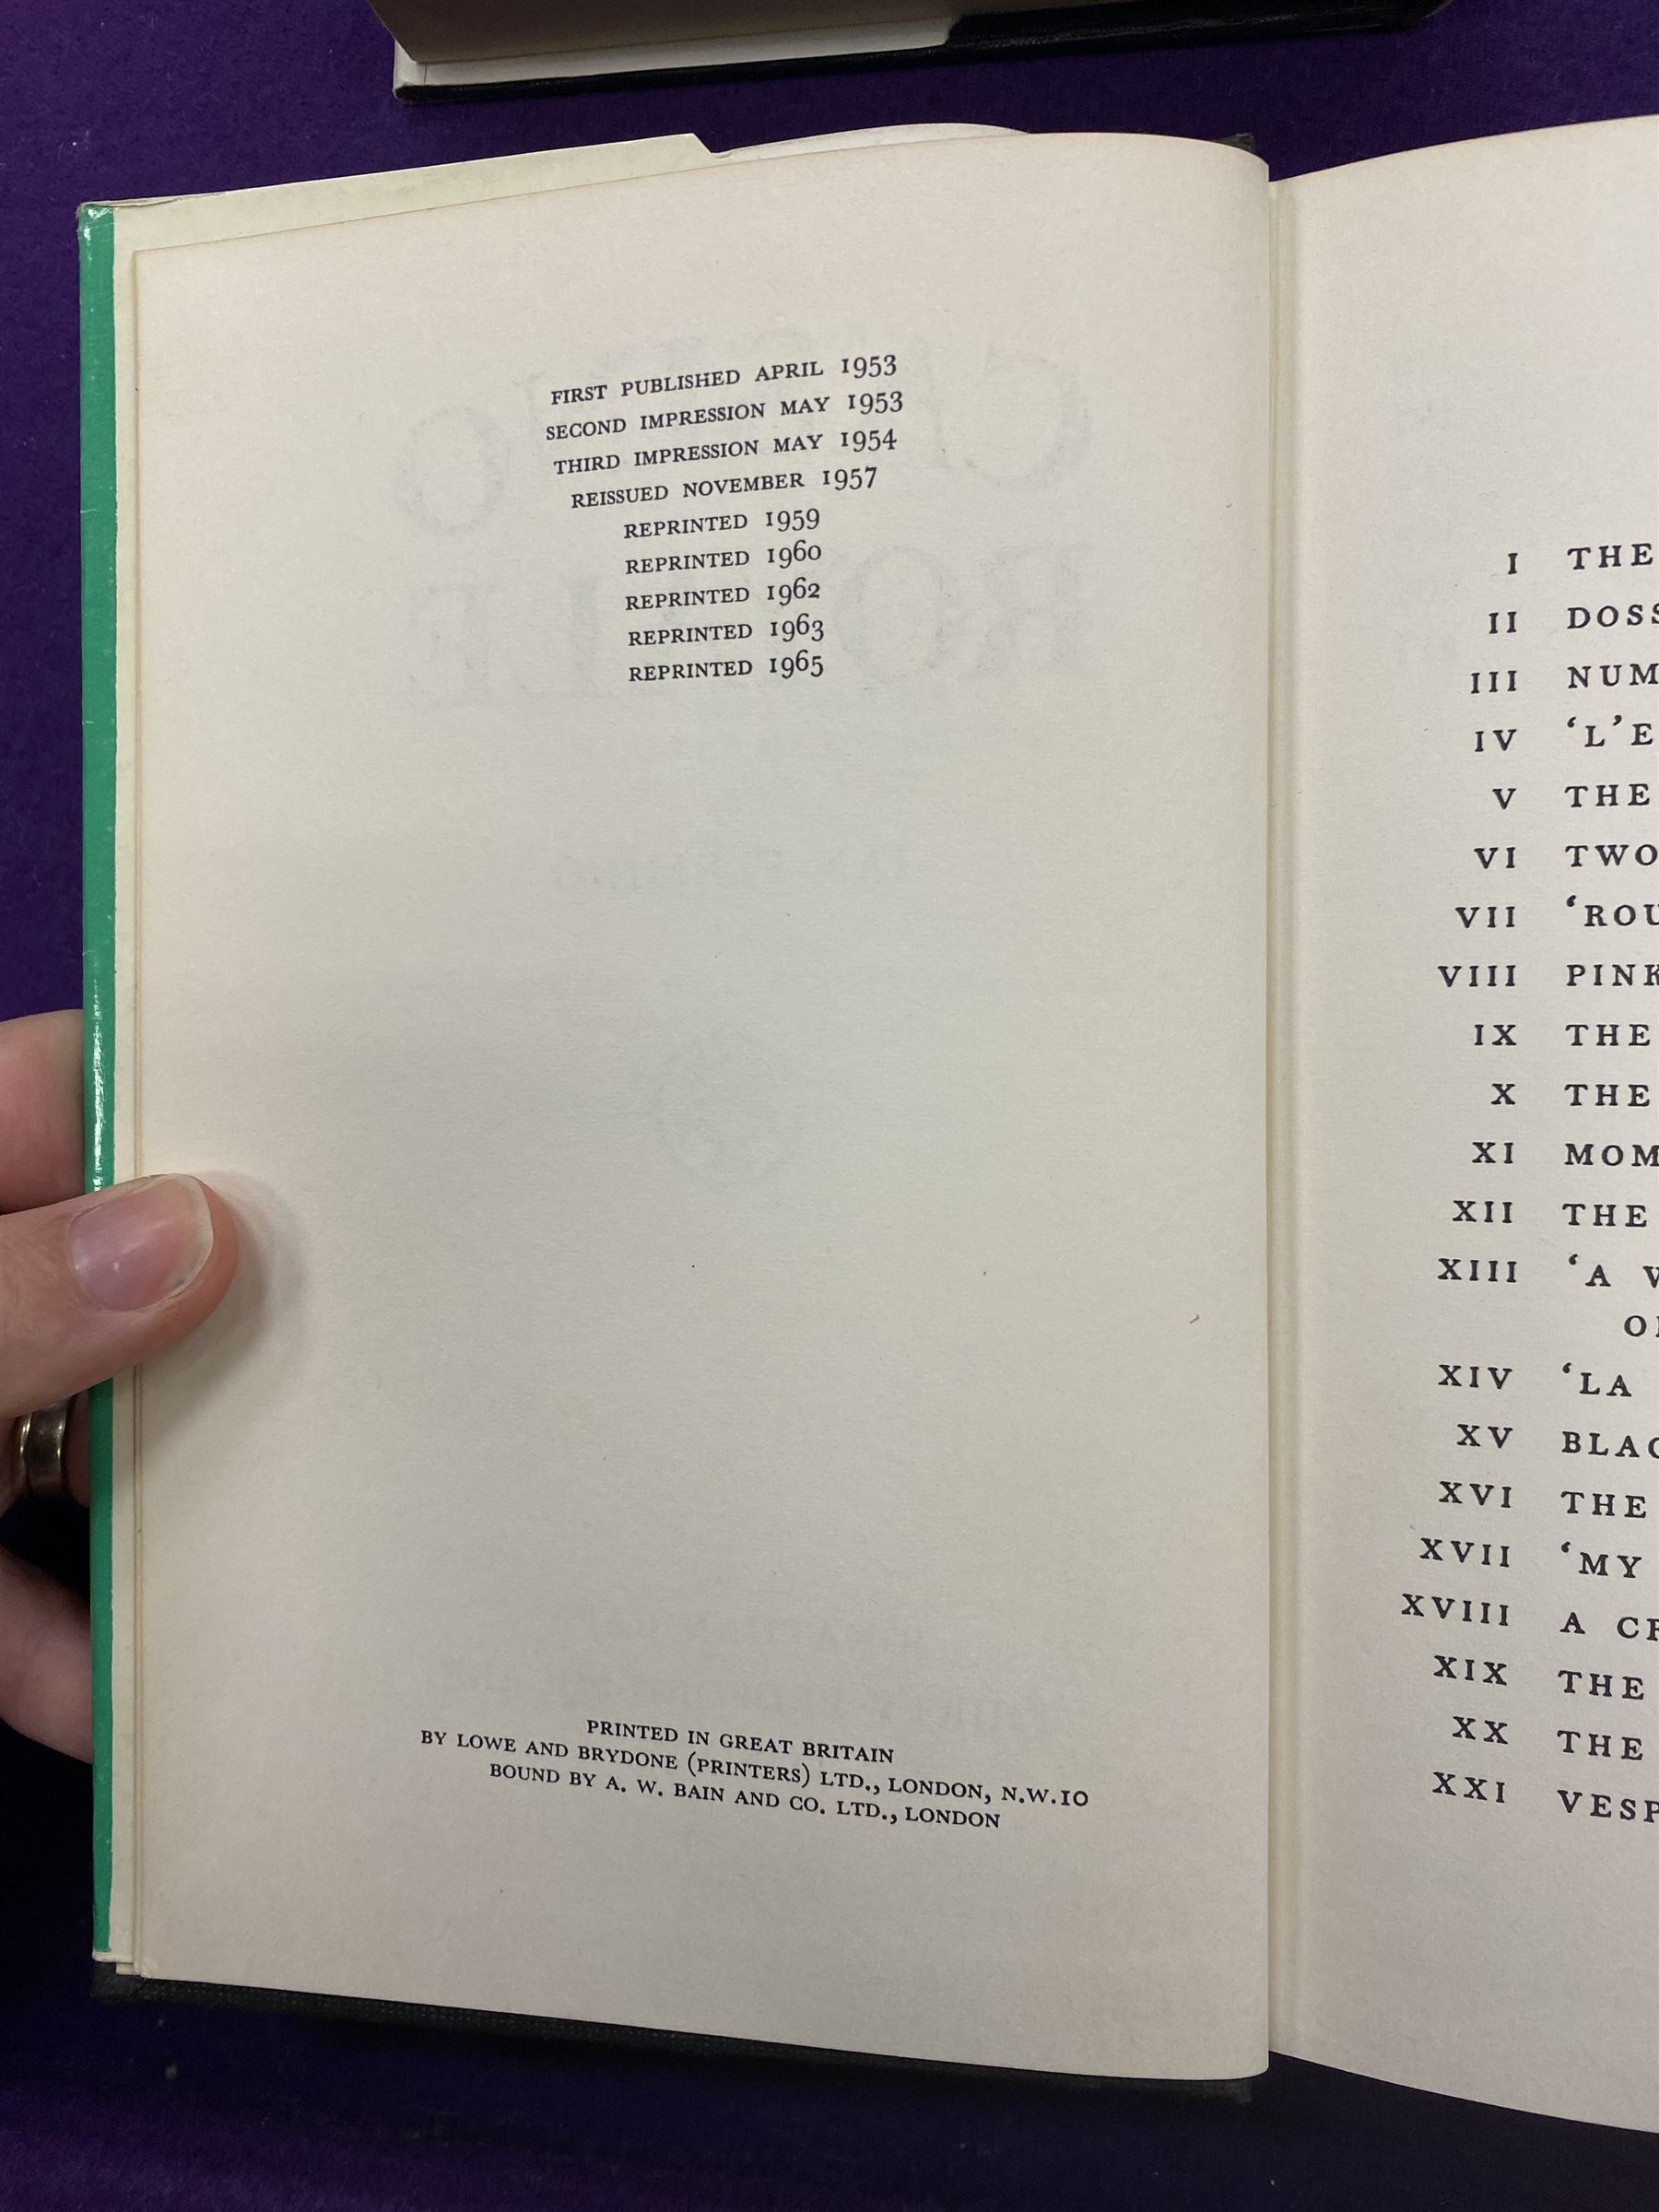 FIRST PUBLISHED APRIL 1953
SECOND IMPRESSION MAY 1953
THIRD IMPRESSION MAY 1954
REISSUED NOVEMBER 1957
REPRINTED 1959
REPRINTED 1960
REPRINTED 1962
REPRINTED 1963
REPRINTED 1965
PRINTED IN GREAT BRITAIN
BY LOWE AND BRYDONE (PRINTERS) LTD., LONDON, N.W.10
BOUND BY A. W. BAIN AND CO. LTD., LONDON
I THE
II DOSS
III NUM
IV ‘L’E
V THE
VI TWO
VII ‘ROU
VIII PINK
IX THE
X THE
XI MOM
XII THE
XIII ‘A
XIV ‘LA
XV BLAC
XVI THE
XVII ‘MY
XVIII A CR
XIX THE
XX THE
XXI VESP